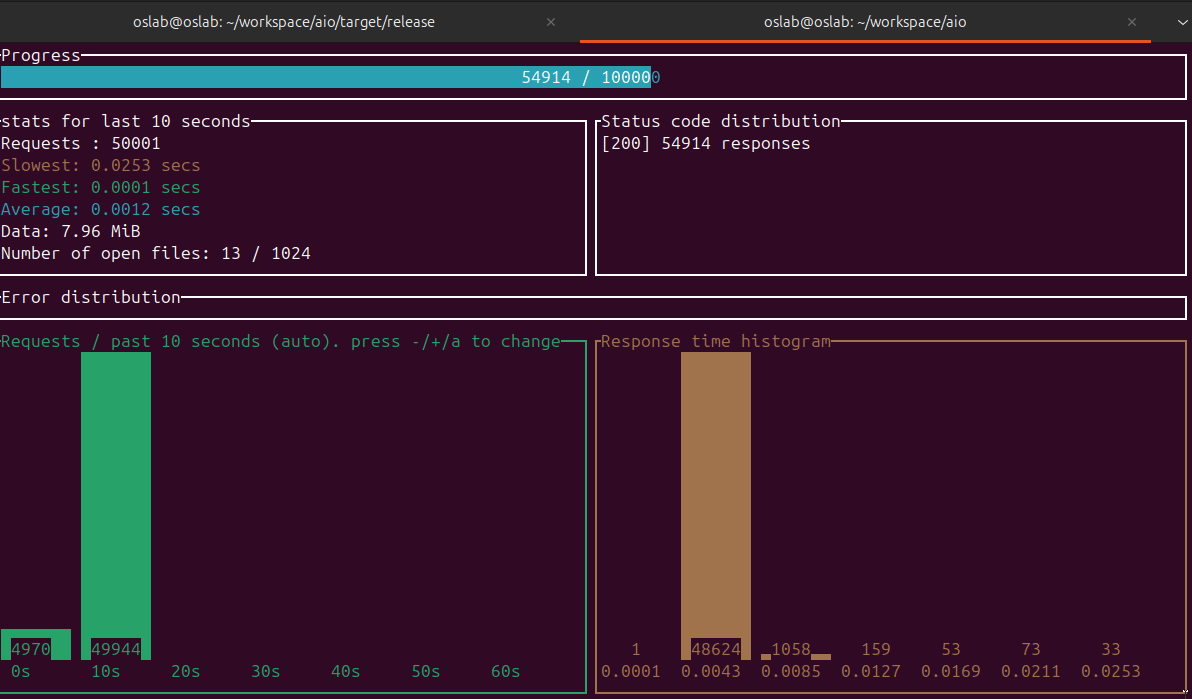 oslab@oslab: ~/workspace/aio/target/release × oslab@oslab: ~/workspace/aio ×
Progress
54914 / 100000
stats for last 10 seconds
Requests : 50001
Slowest: 0.0253 secs
Fastest: 0.0001 secs
Average: 0.0012 secs
Data: 7.96 MiB
Number of open files: 13 / 1024
Status code distribution
[200] 54914 responses
Error distribution
Requests / past 10 seconds (auto). press -/+/a to change
4970 49944
0s 10s 20s 30s 40s 50s 60s
Response time histogram
1 48624 1058 159 53 73 33
0.0001 0.0043 0.0085 0.0127 0.0169 0.0211 0.0253